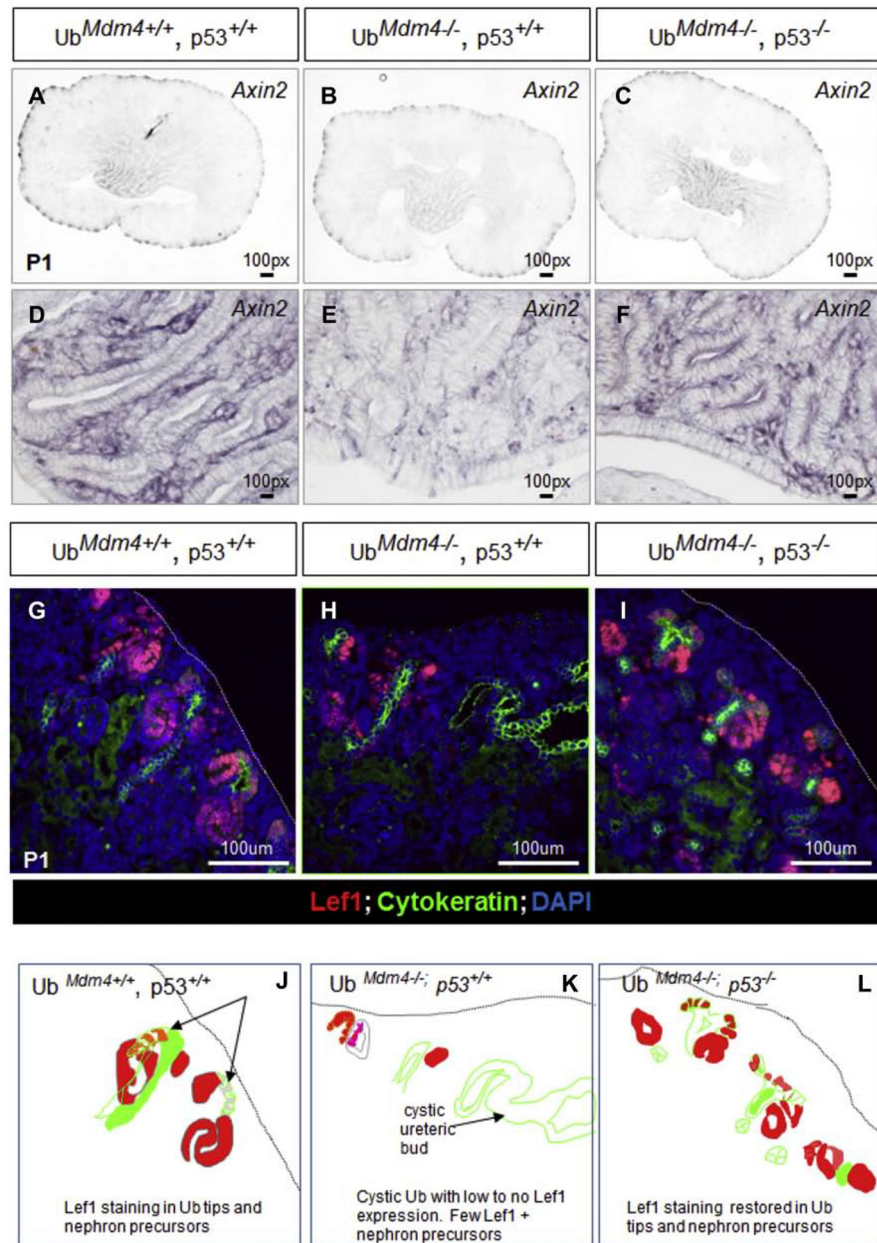 Ub^Mdm4+/+, p53^+/+
Ub^Mdm4-/-, p53^+/+
Ub^Mdm4-/-, p53^-/-
A
Axin2
P1
100px
B
Axin2
100px
C
Axin2
100px
D
Axin2
100px
E
Axin2
100px
F
Axin2
100px
Ub^Mdm4+/+, p53^+/+
Ub^Mdm4-/-, p53^+/+
Ub^Mdm4-/-, p53^-/-
G
P1
100um
H
100um
I
100um
Lef1; Cytokeratin; DAPI
Ub ^Mdm4+/+, p53^+/+
J
Lef1 staining in Ub tips and
nephron precursors
Ub ^Mdm4-/-; p53^+/+
K
cystic
ureteric
bud
Cystic Ub with low to no Lef1
expression. Few Lef1 +
nephron precursors
Ub ^Mdm4-/-; p53^-/-
L
Lef1 staining restored in Ub
tips and nephron precursors